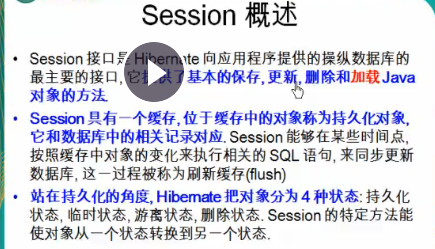 Session 概述
• Session 接口是 Hibernate 向应用程序提供的操纵数据库的
最主要的接口, 它提供了基本的保存, 更新, 删除和加载 Java
对象的方法.
• Session 具有一个缓存, 位于缓存中的对象称为持久化对象,
它和数据库中的相关记录对应. Session 能够在某些时间点,
按照缓存中对象的变化来执行相关的 SQL 语句, 来同步更新
数据库, 这一过程被称为刷新缓存(flush)
• 站在持久化的角度, Hibernate 把对象分为 4 种状态: 持久化
状态, 临时状态, 游离状态, 删除状态. Session 的特定方法能
使对象从一个状态转换到另一个状态.